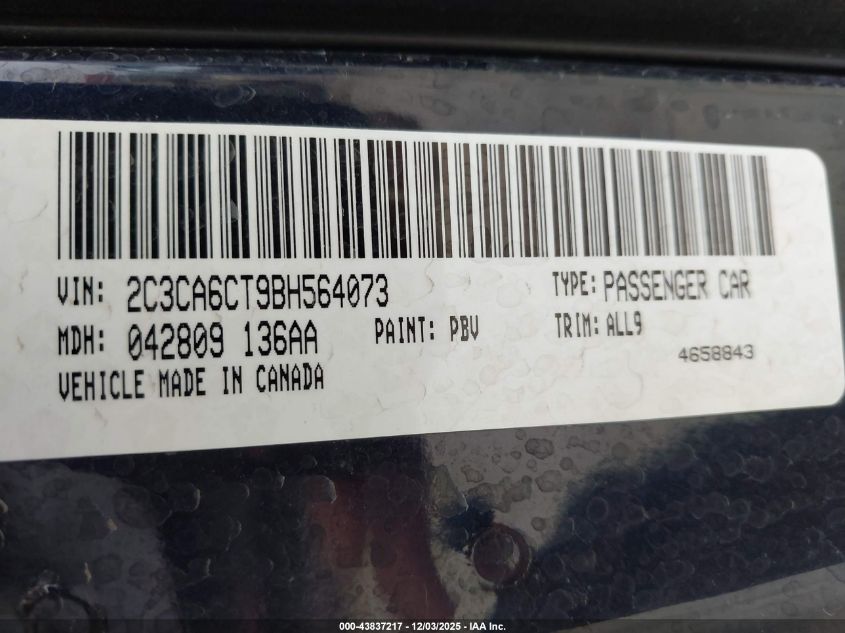 VIN: 2C3CA6CT9BH564073 TYPE: PASSENGER CAR
MDH: 042809 136AA PAINT: PBV TRIM: ALL9
4658843
VEHICLE MADE IN CANADA
000-43837217 - 12/03/2025 - IAA Inc.